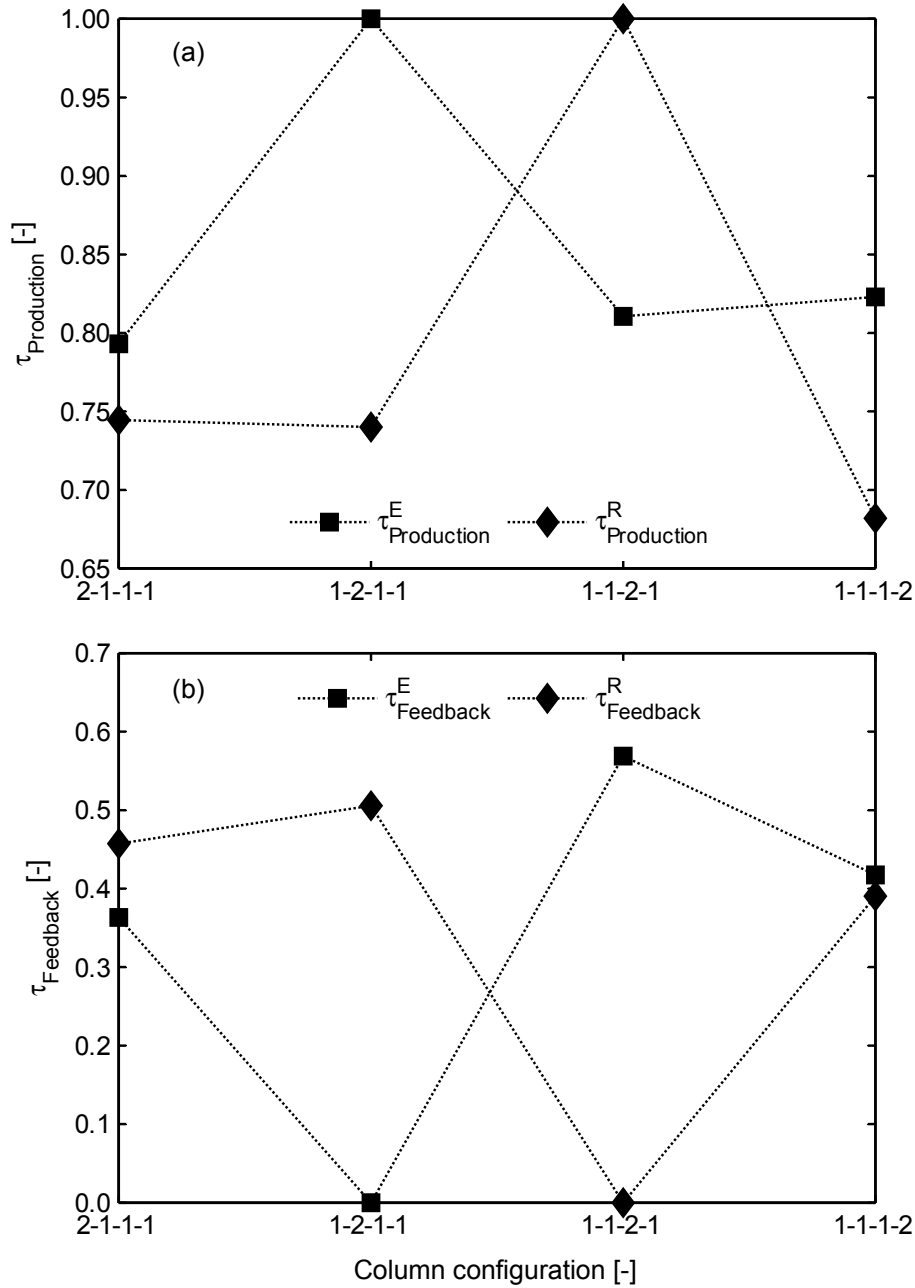 (a)
τProduction [-]
1.00
0.95
0.90
0.85
0.80
0.75
0.70
0.65
τ^E_Production τ^R_Production
2-1-1-1 1-2-1-1 1-1-2-1 1-1-1-2
(b)
τFeedback [-]
0.7
0.6
0.5
0.4
0.3
0.2
0.1
0.0
τ^E_Feedback τ^R_Feedback
2-1-1-1 1-2-1-1 1-1-2-1 1-1-1-2
Column configuration [-]